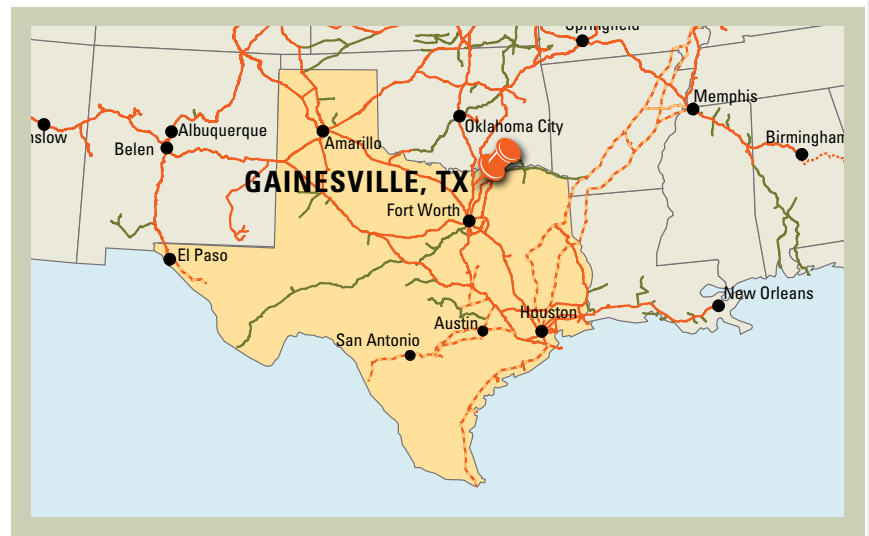 Springfield
Memphis
Oklahoma City
nslow
Albuquerque
Amarillo
Birmingham
Belen
GAINESVILLE, TX
Fort Worth
El Paso
New Orleans
Houston
Austin
San Antonio